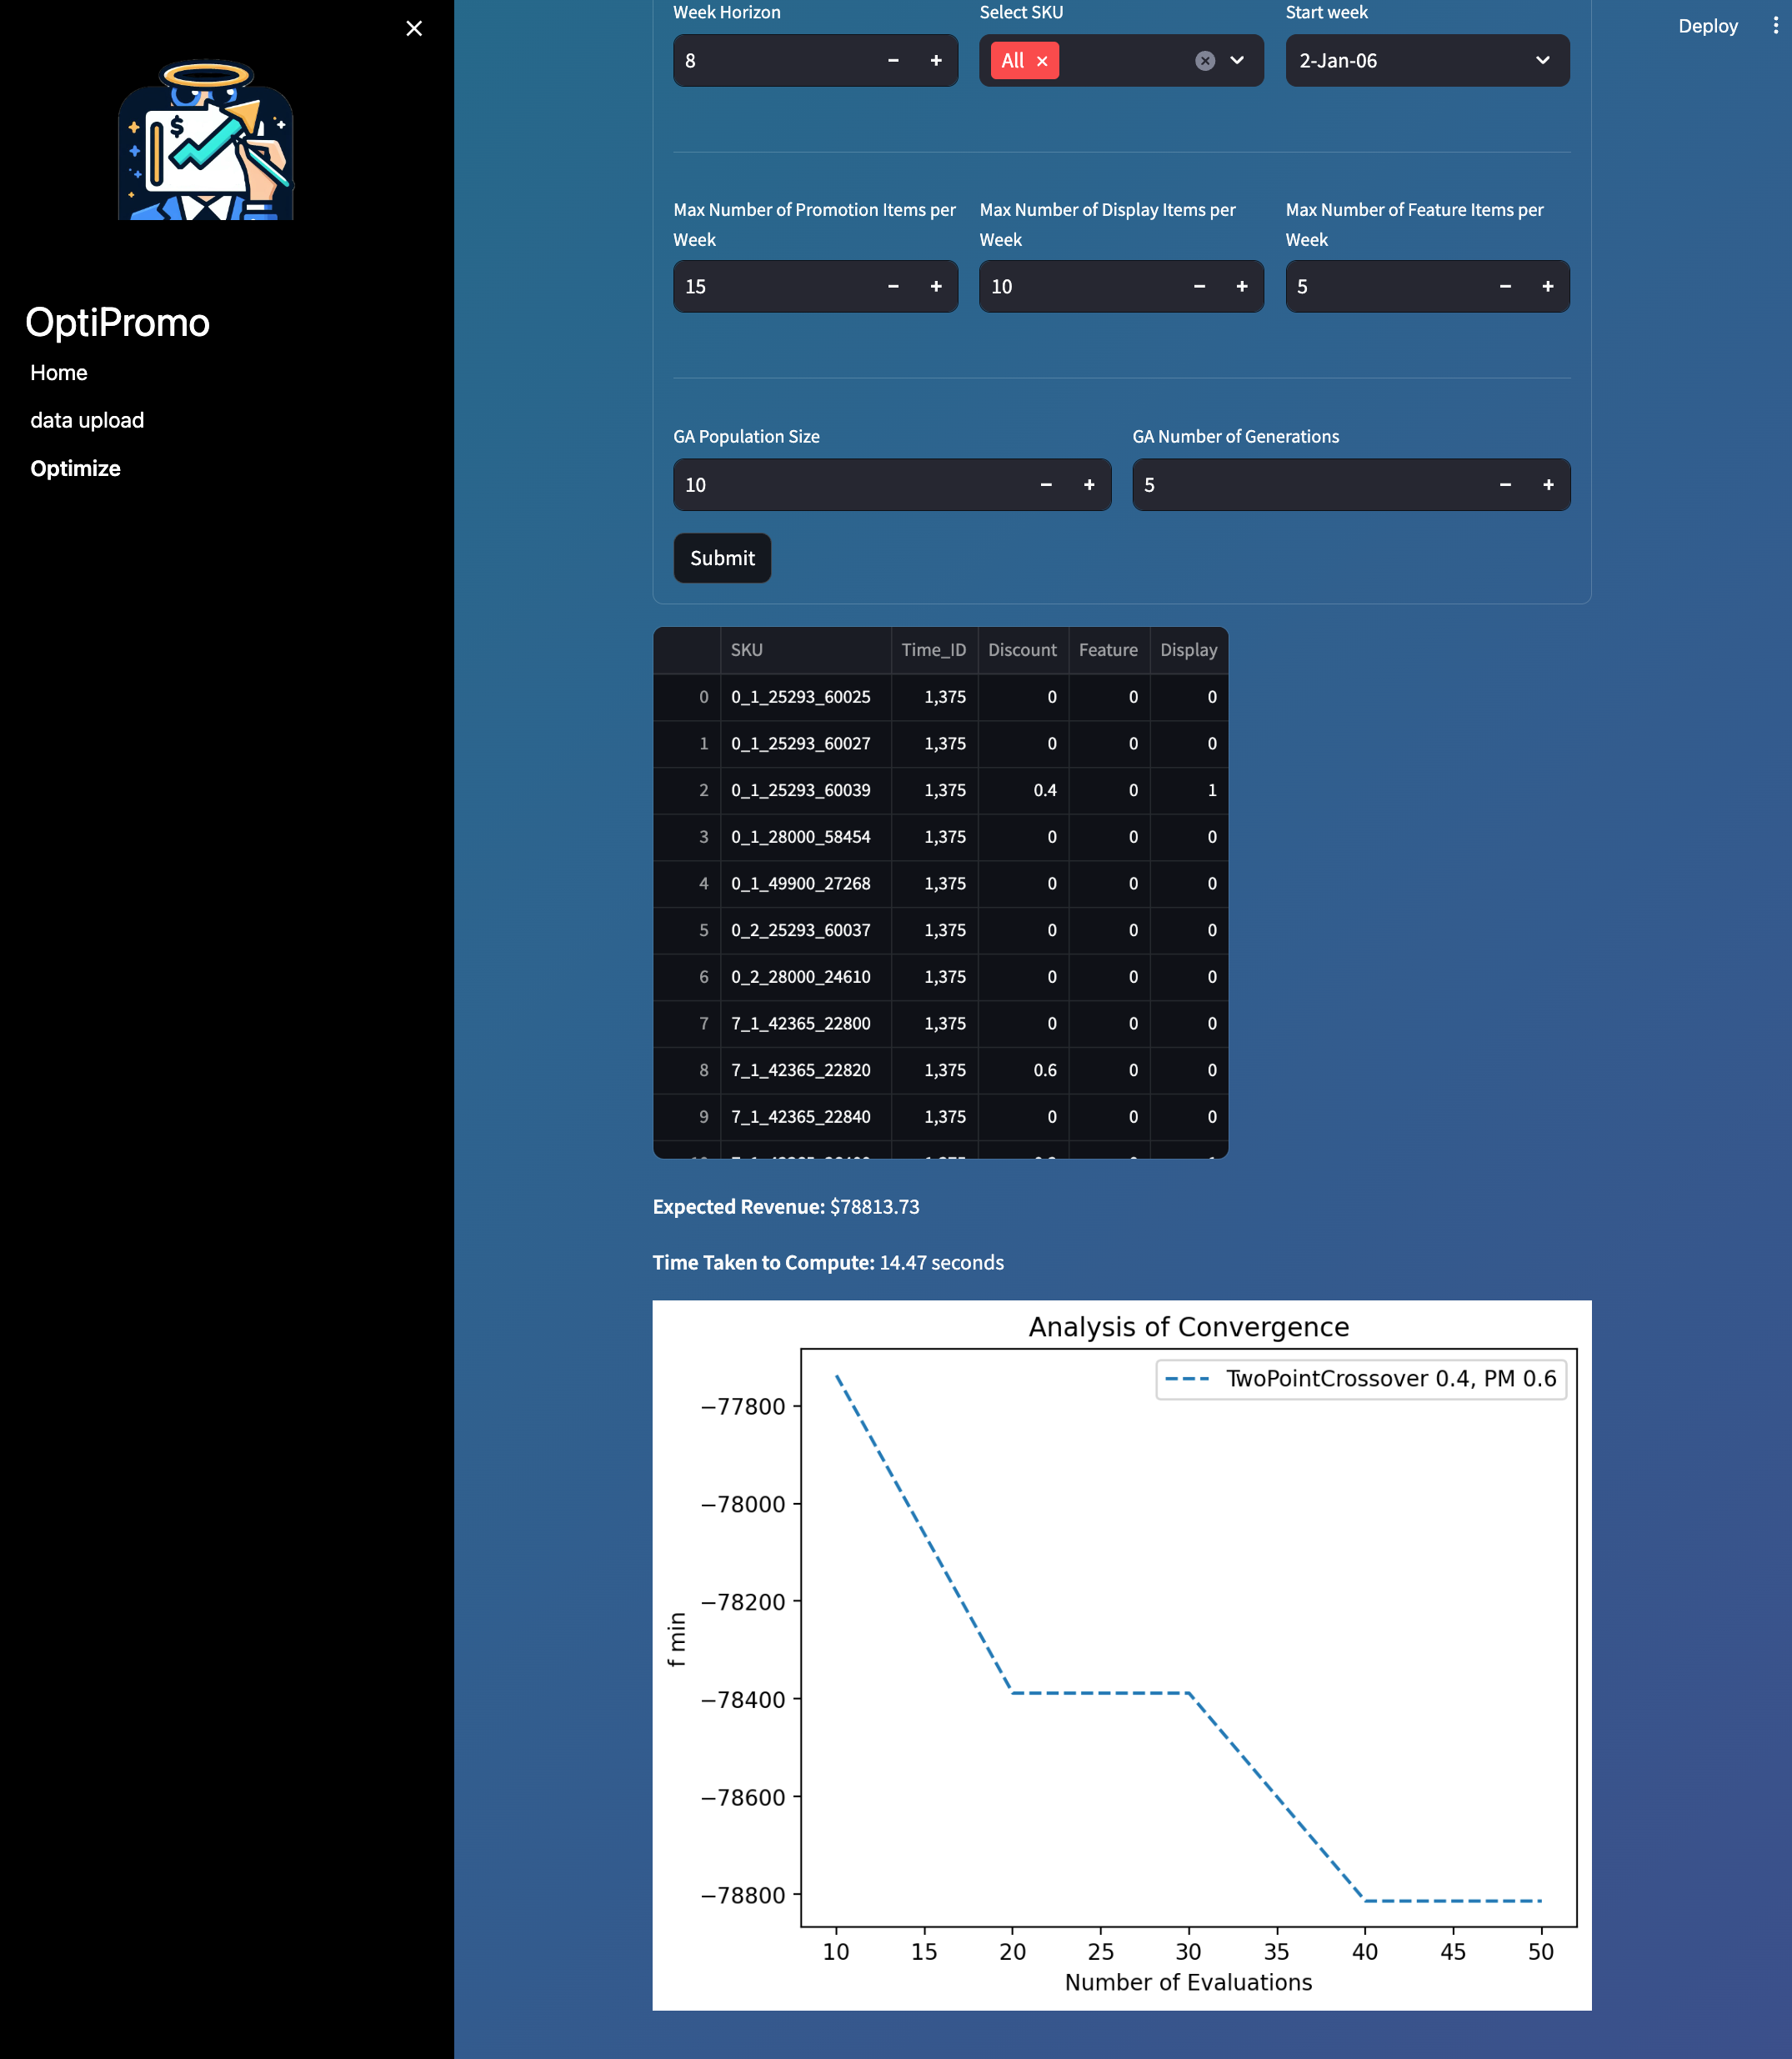 Deploy
$
OptiPromo
Home
data upload
Optimize
Week Horizon
Select SKU
Start week
8
All
2-Jan-06
Max Number of Promotion Items per
Week
Max Number of Display Items per
Week
Max Number of Feature Items per
Week
15
10
5
GA Population Size
GA Number of Generations
10
5
Submit
SKU Time_ID Discount Feature Display
0 0_1_25293_60025 1,375 0 0 0
1 0_1_25293_60027 1,375 0 0 0
2 0_1_25293_60039 1,375 0.4 0 1
3 0_1_28000_58454 1,375 0 0 0
4 0_1_49900_27268 1,375 0 0 0
5 0_2_25293_60037 1,375 0 0 0
6 0_2_28000_24610 1,375 0 0 0
7 7_1_42365_22800 1,375 0 0 0
8 7_1_42365_22820 1,375 0.6 0 0
9 7_1_42365_22840 1,375 0 0 0
Expected Revenue: $78813.73
Time Taken to Compute: 14.47 seconds
Analysis of Convergence
TwoPointCrossover 0.4, PM 0.6
−77800
−78000
−78200
−78400
−78600
−78800
f min
10 15 20 25 30 35 40 45 50
Number of Evaluations